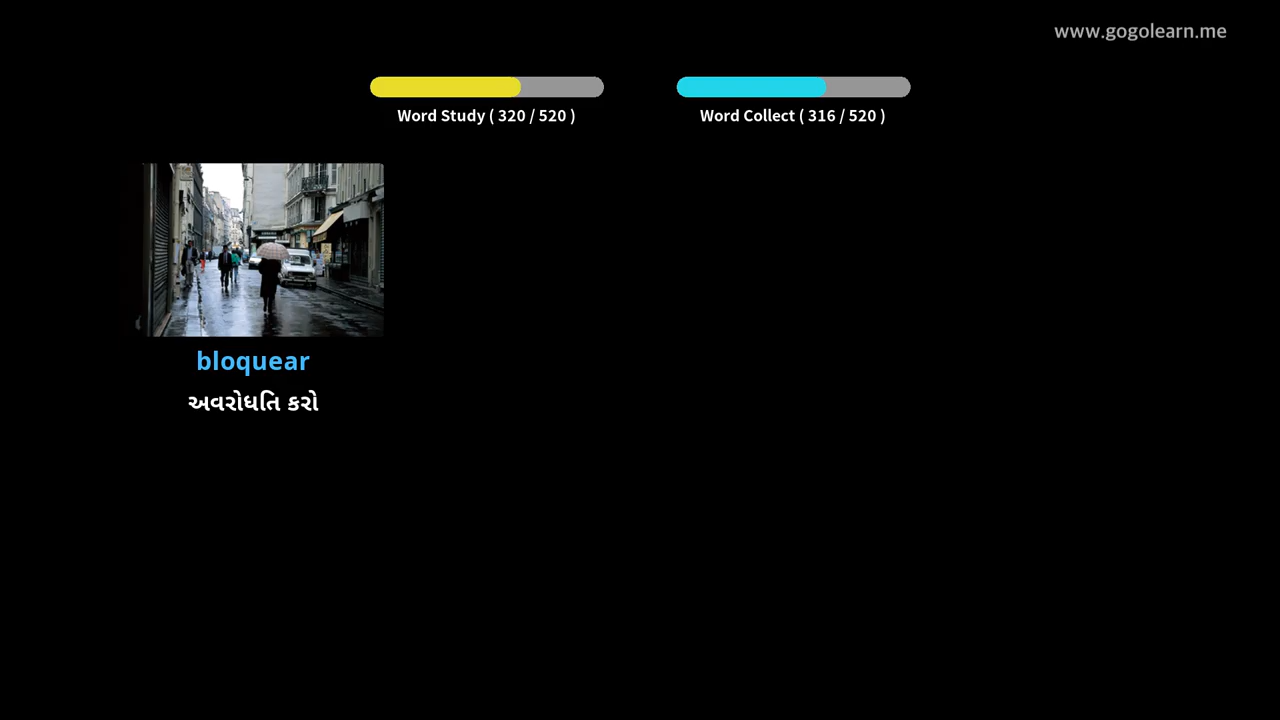 www.gogolearn.me
Word Study ( 320 / 520 )
Word Collect ( 316 / 520 )
bloquear
અવરોધતિ કરો